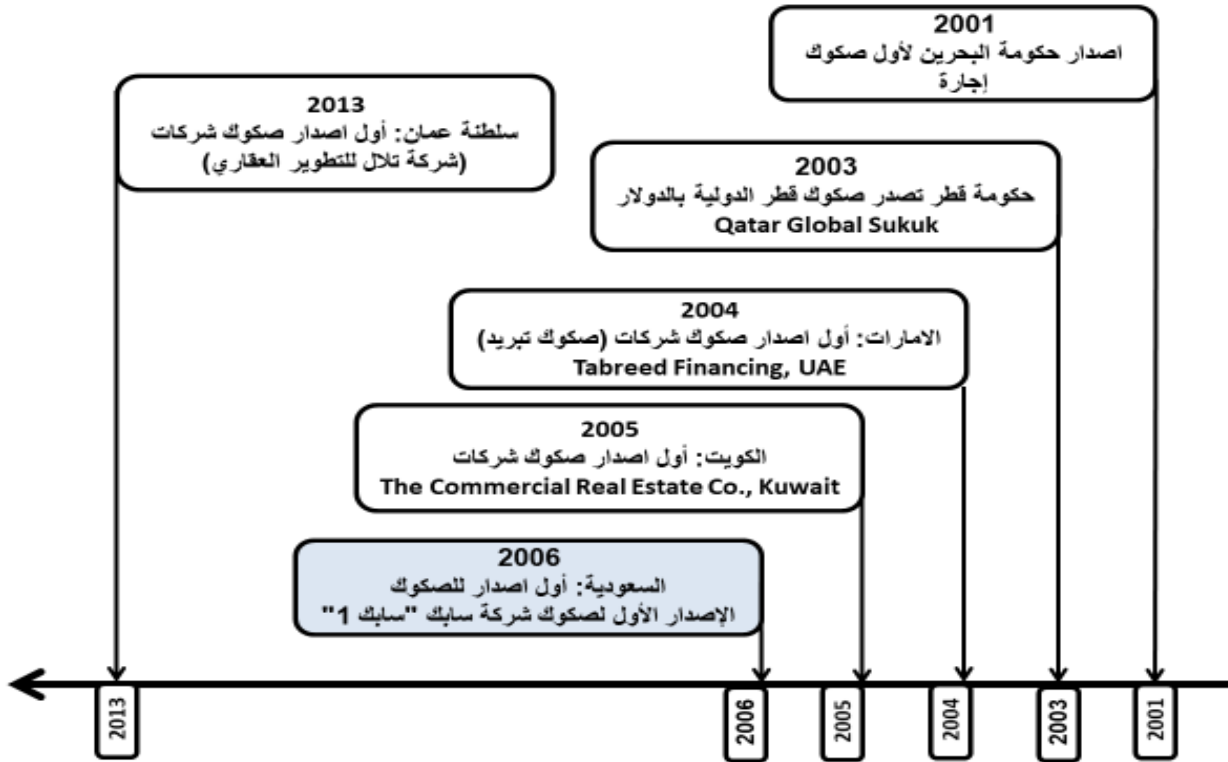 2001
اصدار حكومة البحرين لأول صكوك
إجارة
2003
حكومة قطر تصدر صكوك قطر الدولية بالدولار
Qatar Global Sukuk
2004
الامارات: أول اصدار صكوك شركات (صكوك تبريد)
Tabreed Financing, UAE
2005
الكويت: أول اصدار صكوك شركات
The Commercial Real Estate Co., Kuwait
2006
السعودية: أول اصدار للصكوك
الإصدار الأول لصكوك شركة سابك "سابك 1"
2013
سلطنة عمان: أول اصدار صكوك شركات
(شركة تلال للتطوير العقاري)
2001
2003
2004
2005
2006
2013